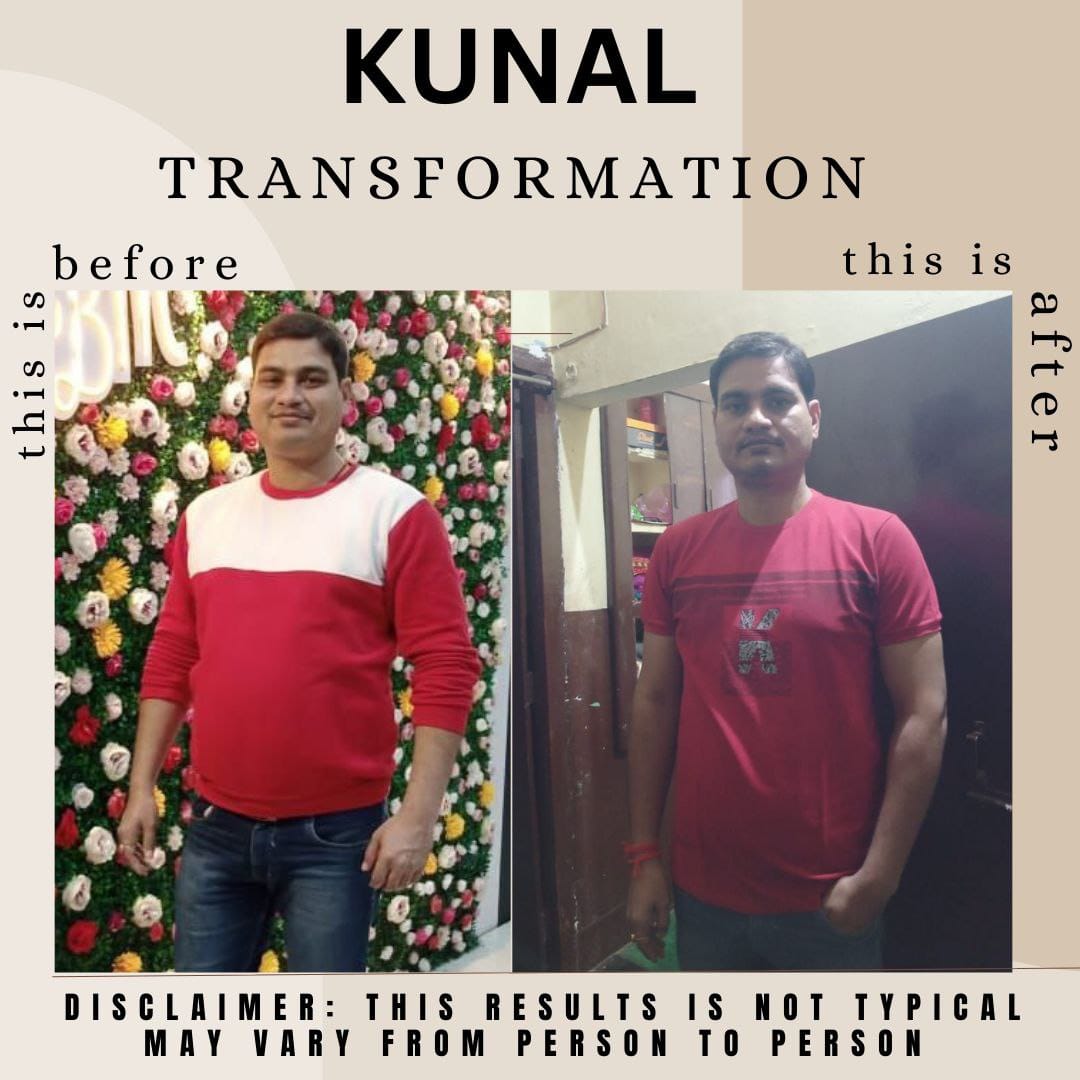 KUNAL
TRANSFORMATION
this is
before
this is
after
K
DISCLAIMER: THIS RESULTS IS NOT TYPICAL
MAY VARY FROM PERSON TO PERSON